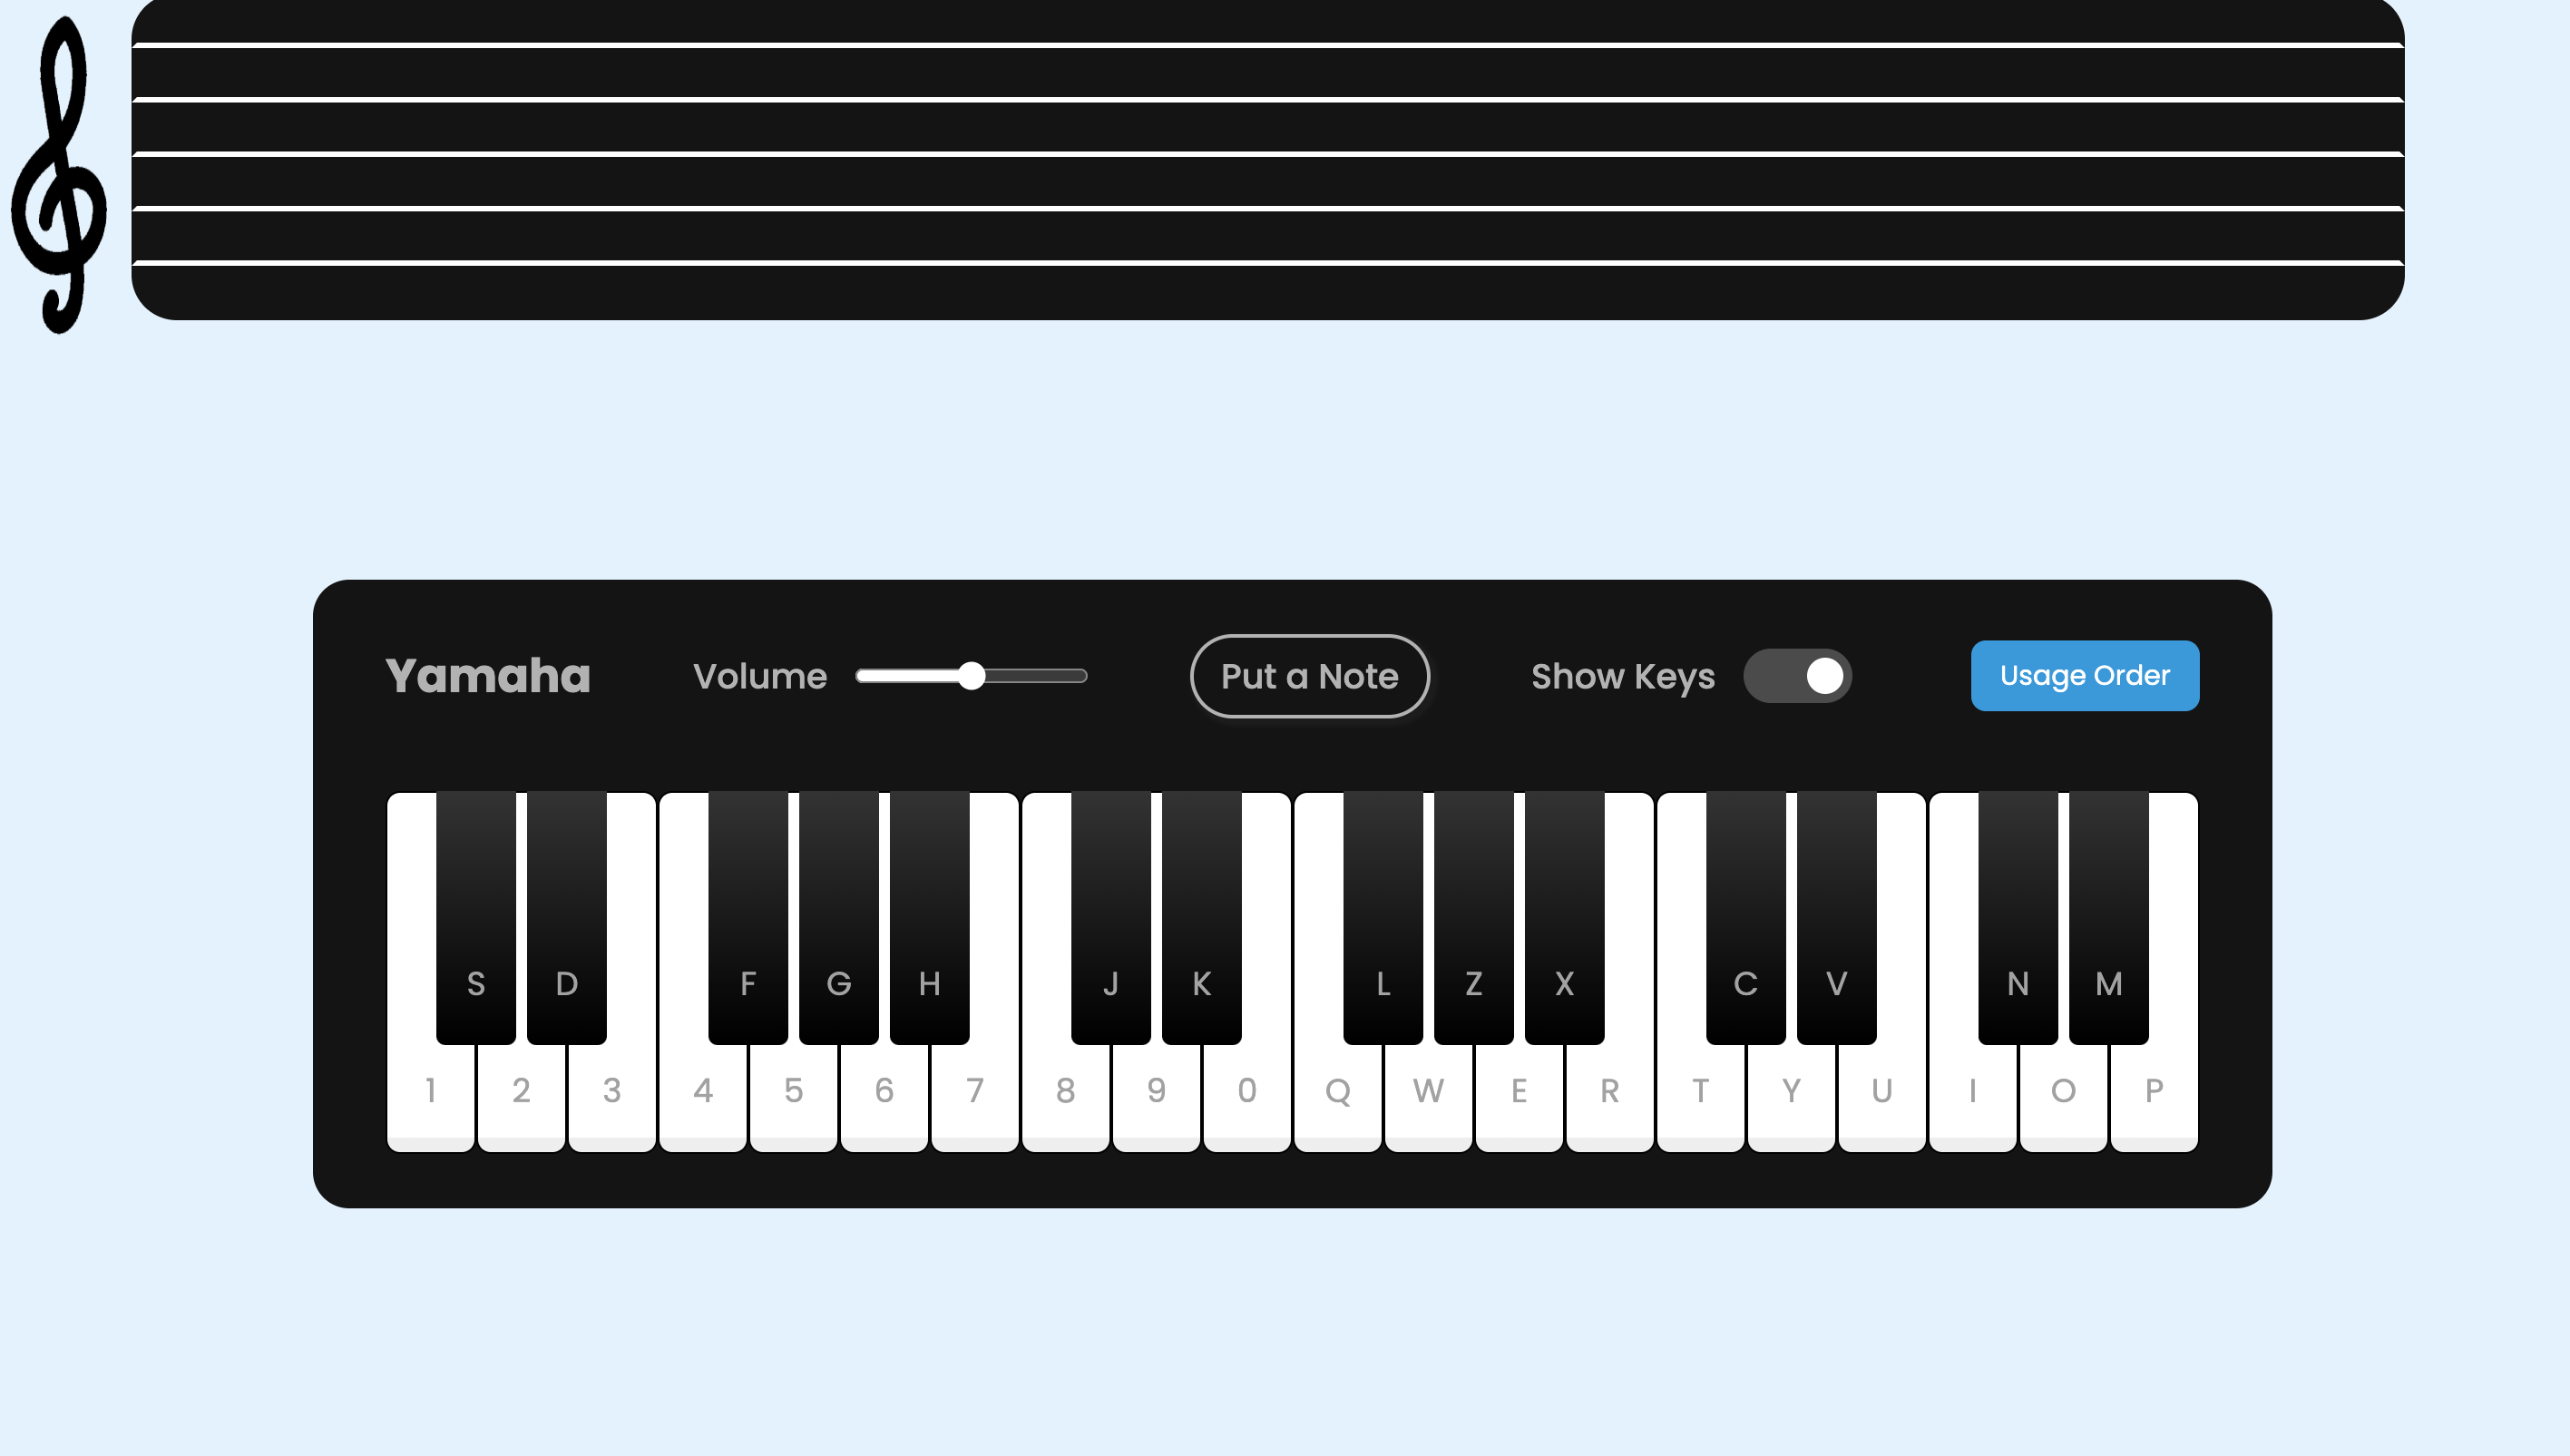 Yamaha Volume Put a Note Show Keys Usage Order
S D F G H J K L Z X C V N M
1 2 3 4 5 6 7 8 9 0 Q W E R T Y U I O P